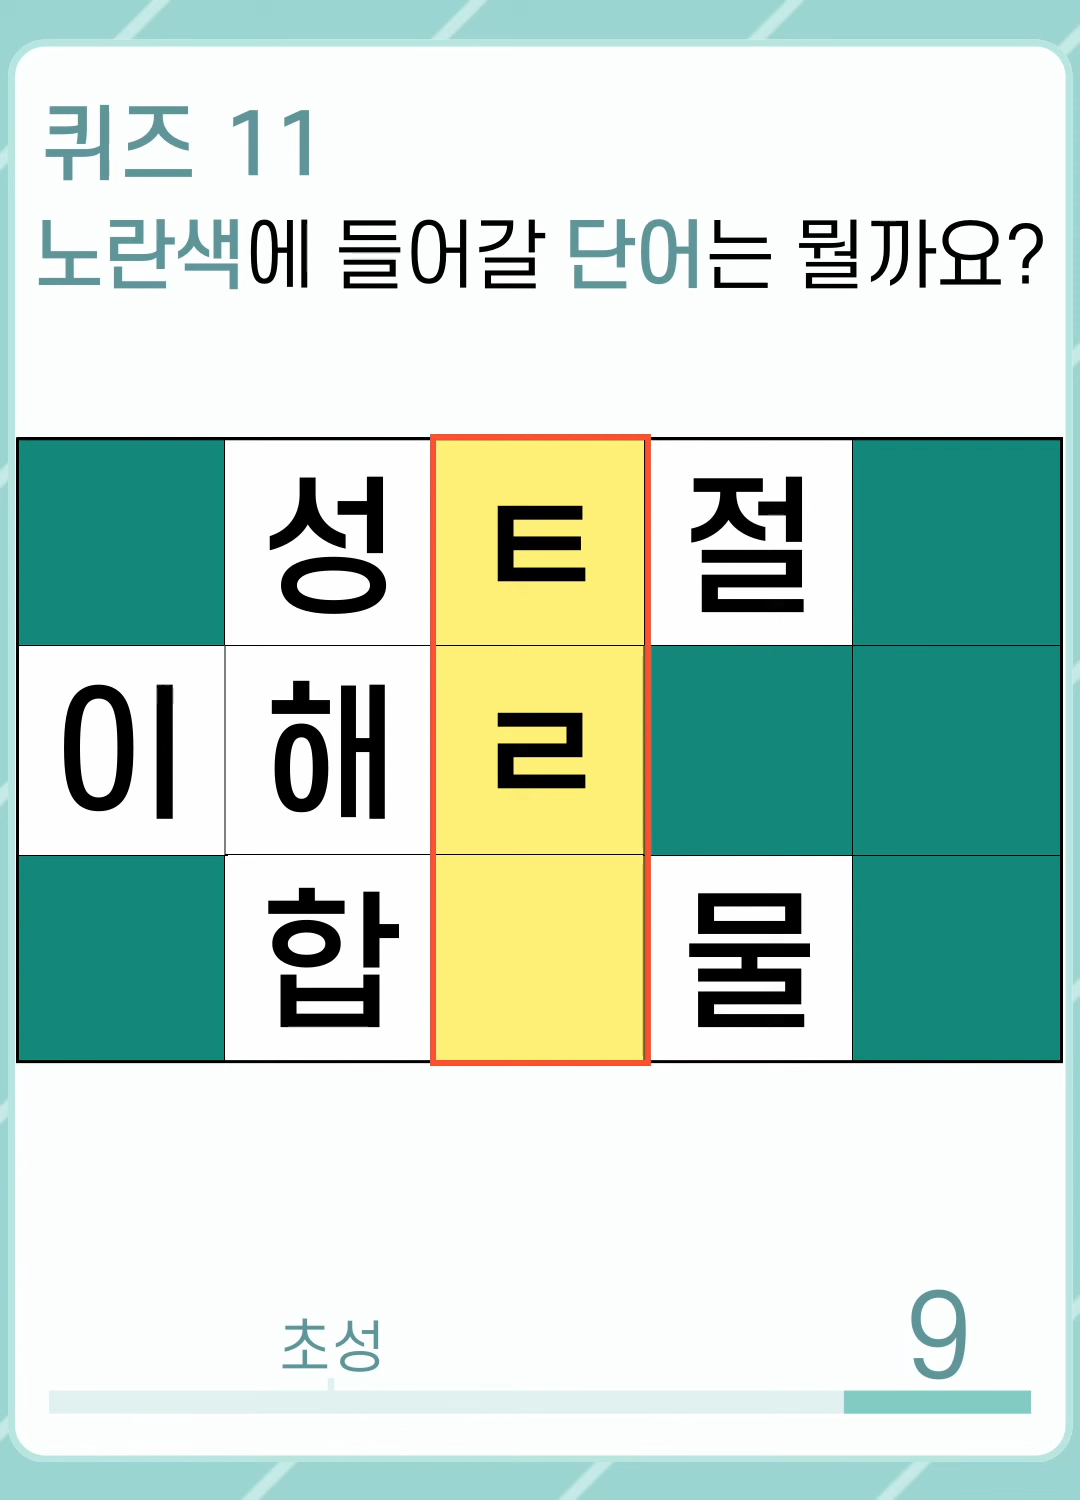 퀴즈 11
노란색에 들어갈 단어는 뭘까요?
성 ㅌ 절
이 해 ㄹ
합 물
초성
9